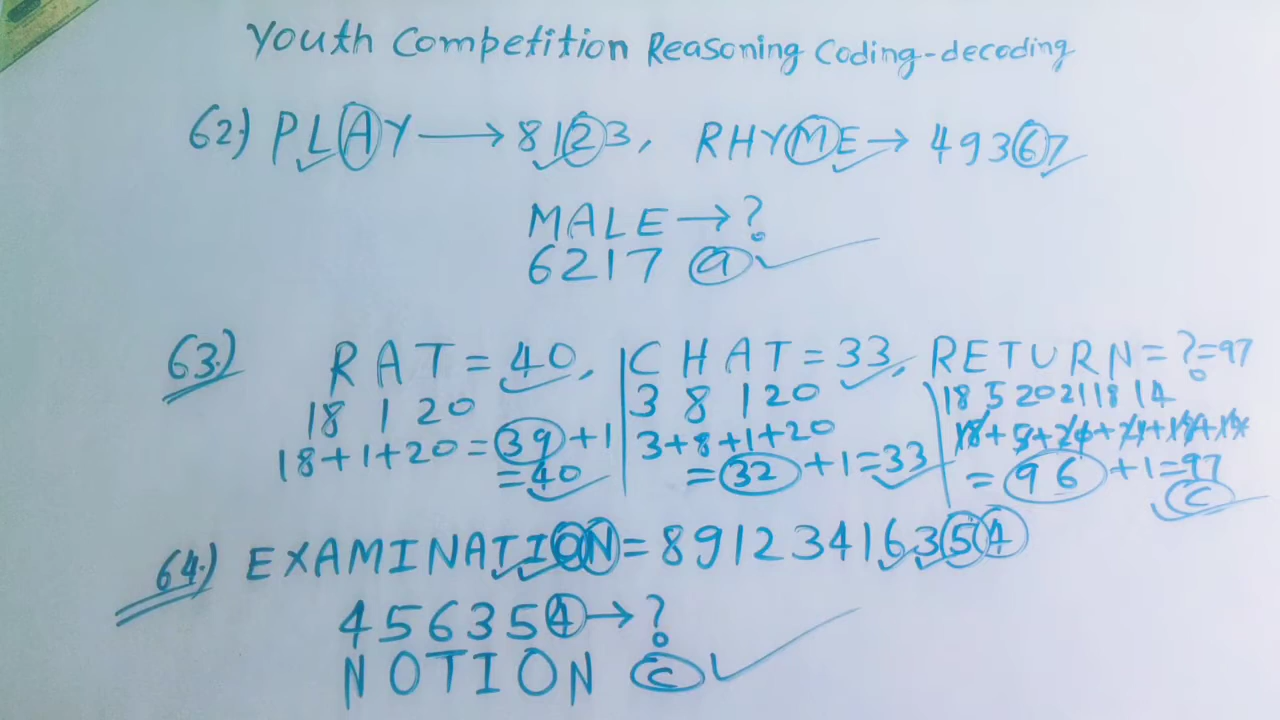 Youth Competition Reasoning Coding-decoding
62.) PLAY → 8123, RHYME → 49367
MALE → ?
6217 (a)
63.) RAT = 40, CHAT = 33, RETURN = ? = 97
18 1 20 3 8 1 20 18 5 20 21 18 14
18+1+20 = 39 +1 3+8+1+20
= 40 = 32 +1=33 = 96 +1=97
(c)
64.) EXAMINATION = 89123416354
456354 → ?
NOTION (c)